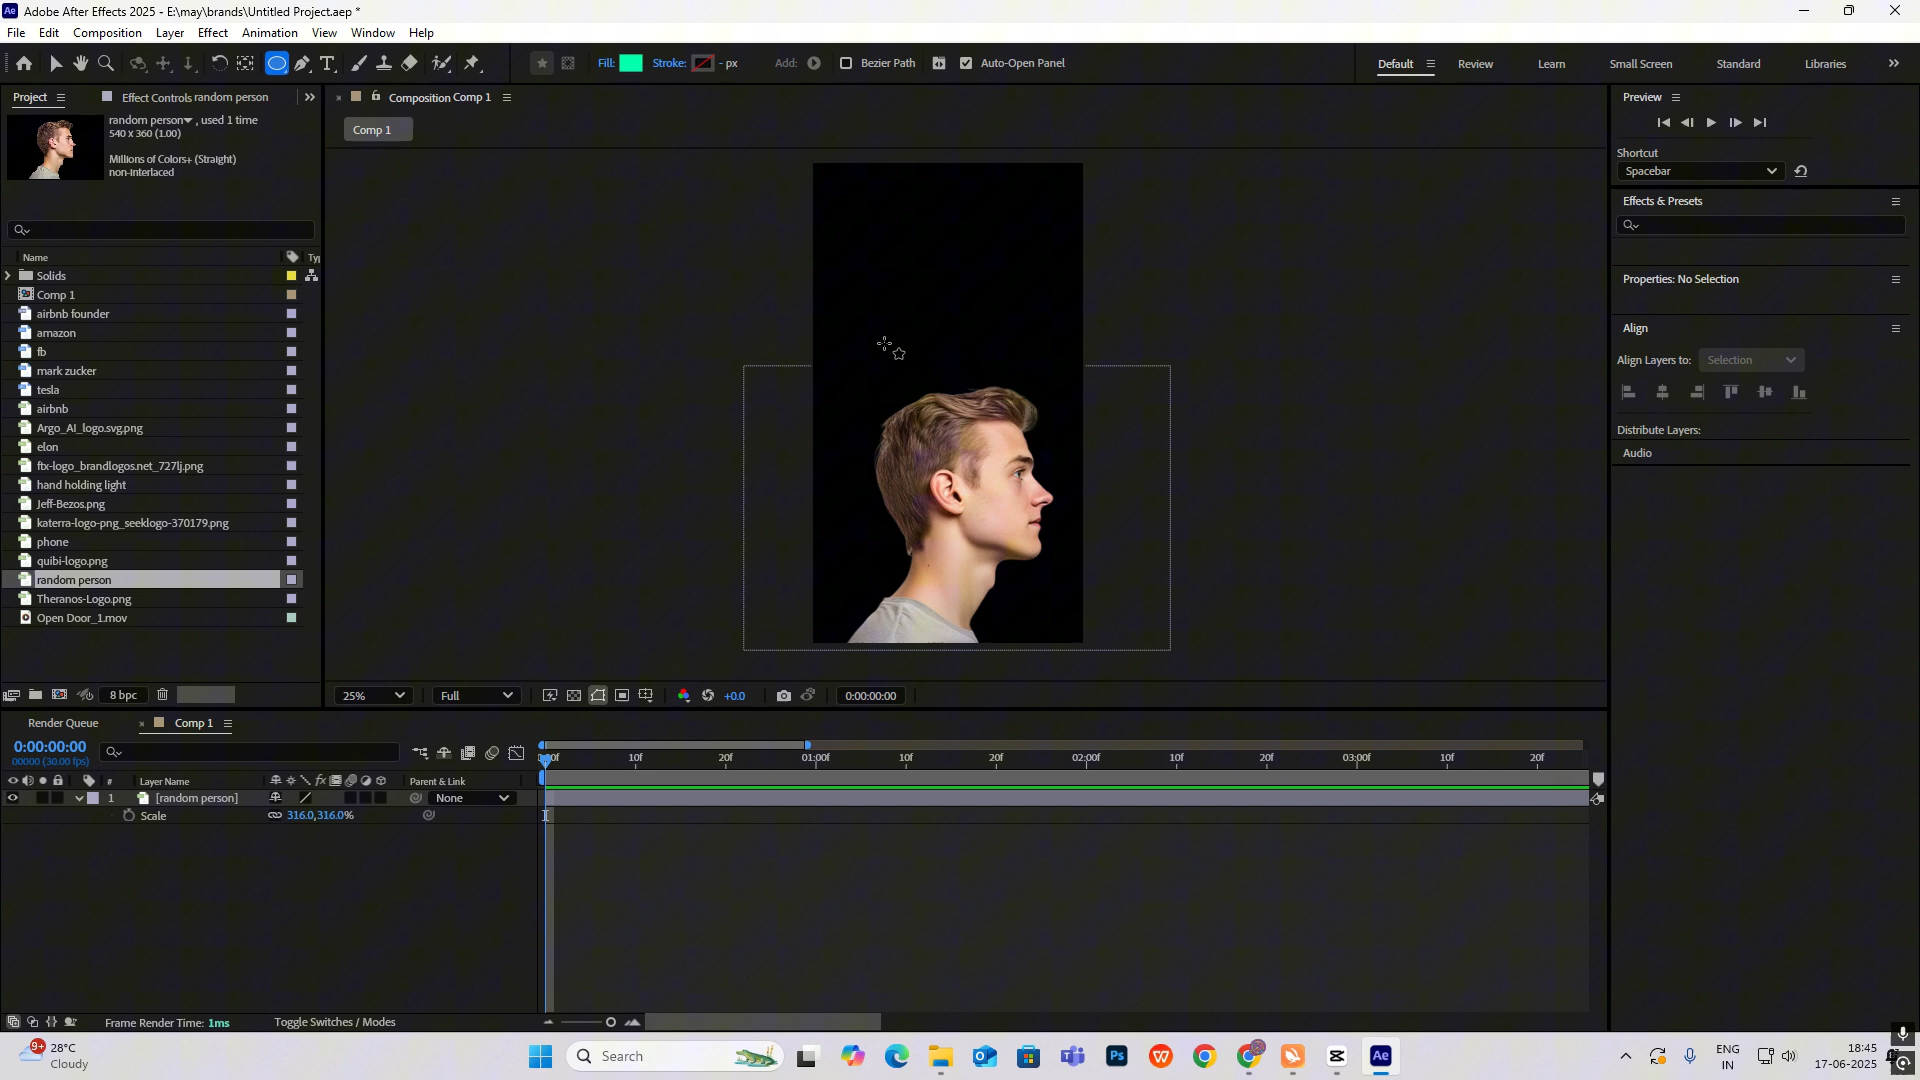 Adobe After Effects 2025 - E:\may\brands\Untitled Project.aep *
File Edit Composition Layer Effect Animation View Window Help
Fill: Stroke: - px Add: Bezier Path Auto-Open Panel Default Review Learn Small Screen Standard Libraries
Project Effect Controls random person
random person , used 1 time
540 x 360 (1.00)
Millions of Colors+ (Straight)
non-interlaced
Name Typ
Solids
Comp 1
airbnb founder
amazon
fb
mark zucker
tesla
airbnb
Argo_AI_logo.svg.png
elon
ftx-logo_brandlogos.net_727lj.png
hand holding light
Jeff-Bezos.png
katerra-logo-png_seeklogo-370179.png
phone
quibi-logo.png
random person
Theranos-Logo.png
Open Door_1.mov
8 bpc
Composition Comp 1
Comp 1
25% Full +0.0 0:00:00:00
Preview
Shortcut
Spacebar
Effects & Presets
Properties: No Selection
Align
Align Layers to: Selection
Distribute Layers:
Audio
Render Queue Comp 1
0:00:00:00
00000 (30.00 fps)
:00f 10f 20f 01:00f 10f 20f 02:00f 10f 20f 03:00f 10f 20f
# Layer Name fx Parent & Link
1 [random person] None
Scale 316.0,316.0%
Frame Render Time: 1ms Toggle Switches / Modes
9+ 28°C
Cloudy
Search
Ps
Ae
ENG
IN
18:45
17-06-2025